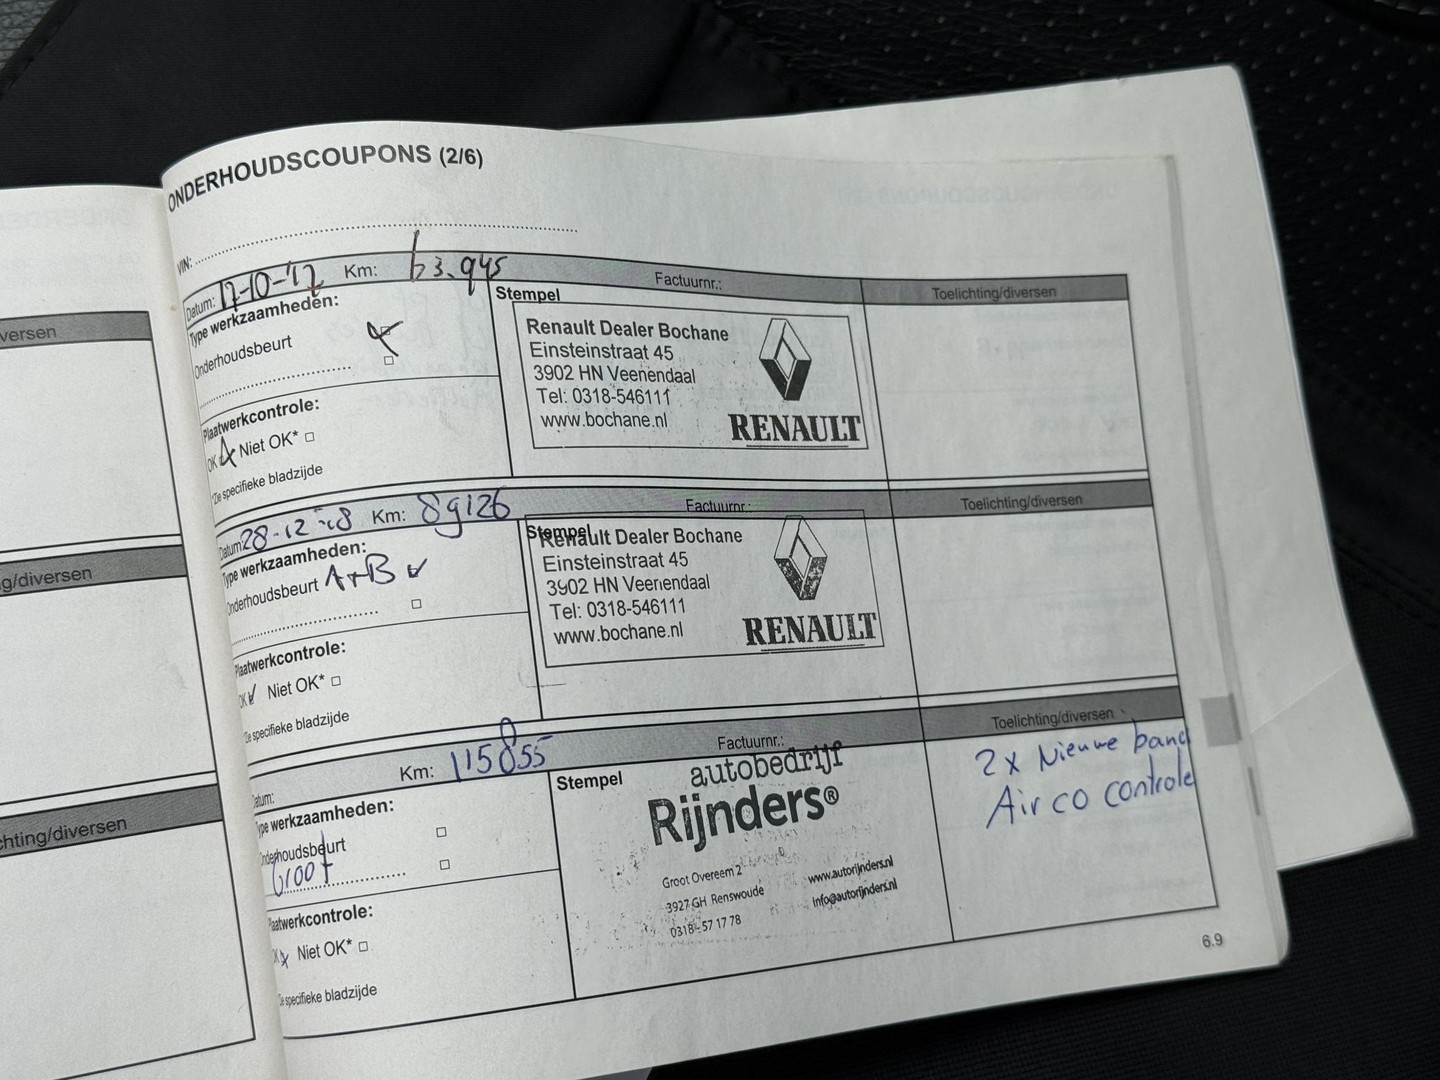 ONDERHOUDSCOUPONS (2/6)
VIN:
Datum: 17-10-'17 Km: 63.945 Factuurnr.: Toelichting/diversen
Type werkzaamheden:
Onderhoudsbeurt
Plaatwerkcontrole:
OK Niet OK*
*Zie specifieke bladzijde
Stempel
Renault Dealer Bochane
Einsteinstraat 45
3902 HN Veenendaal
Tel: 0318-546111
www.bochane.nl
RENAULT
Datum: 28-12-'18 Km: 89126 Factuurnr.: Toelichting/diversen
Type werkzaamheden:
Onderhoudsbeurt A+B
Plaatwerkcontrole:
OK Niet OK*
*Zie specifieke bladzijde
Stempel
Renault Dealer Bochane
Einsteinstraat 45
3902 HN Veenendaal
Tel: 0318-546111
www.bochane.nl
RENAULT
Datum: Km: 115855 Factuurnr.: Toelichting/diversen
Type werkzaamheden:
Onderhoudsbeurt
groot
Plaatwerkcontrole:
OK Niet OK*
*Zie specifieke bladzijde
Stempel
autobedrijf
Rijnders®
Groot Overeem 2
3927 GH Renswoude
0318-57 17 78
www.autorijnders.nl
info@autorijnders.nl
2x Nieuwe band
Airco controle
6.9
versen
g/diversen
chting/diversen